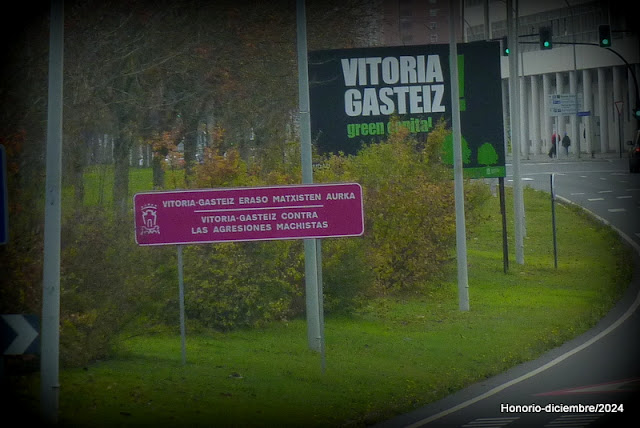 VITORIA
GASTEIZ
green capital
VITORIA-GASTEIZ ERASO MATXISTEN AURKA
VITORIA-GASTEIZ CONTRA
LAS AGRESIONES MACHISTAS
Honorio-diciembre/2024